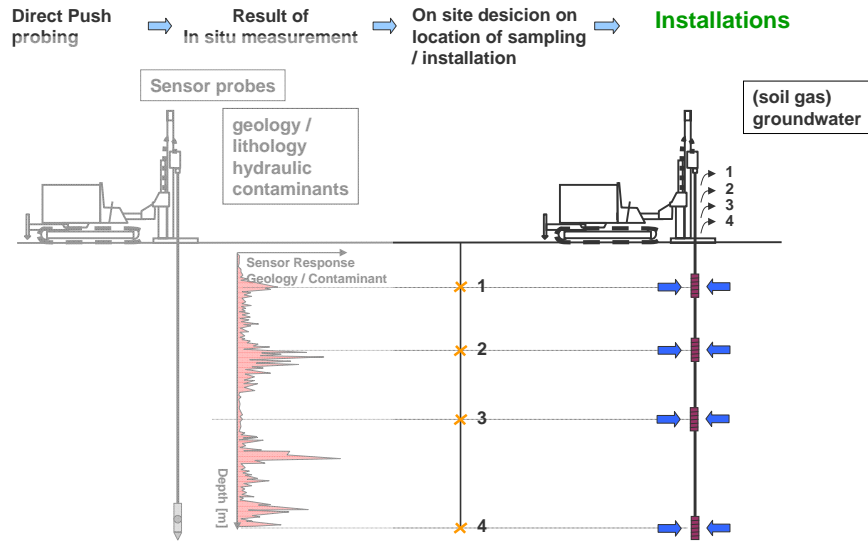 Direct Push
probing
Result of
In situ measurement
On site desicion on
location of sampling
/ installation
Installations
Sensor probes
geology /
lithology
hydraulic
contaminants
(soil gas)
groundwater
1
2
3
4
Sensor Response
Geology / Contaminant
Depth [m]
1
2
3
4